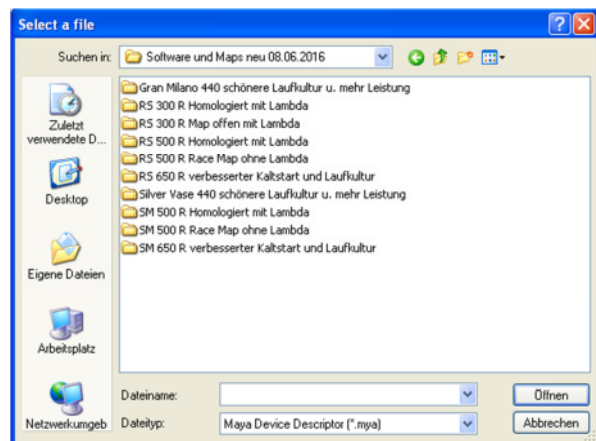 Select a file
Suchen in:
Software und Maps neu 08.06.2016
Zuletzt
verwendete D...
Desktop
Eigene Dateien
Arbeitsplatz
Netzwerkumgeb
Gran Milano 440 schönere Laufkultur u. mehr Leistung
RS 300 R Homologiert mit Lambda
RS 300 R Map offen mit Lambda
RS 500 R Homologiert mit Lambda
RS 500 R Race Map ohne Lambda
RS 650 R verbesserter Kaltstart und Laufkultur
Silver Vase 440 schönere Laufkultur u. mehr Leistung
SM 500 R Homologiert mit Lambda
SM 500 R Race Map ohne Lambda
SM 650 R verbesserter Kaltstart und Laufkultur
Dateiname:
Öffnen
Dateityp:
Maya Device Descriptor (*.mya)
Abbrechen